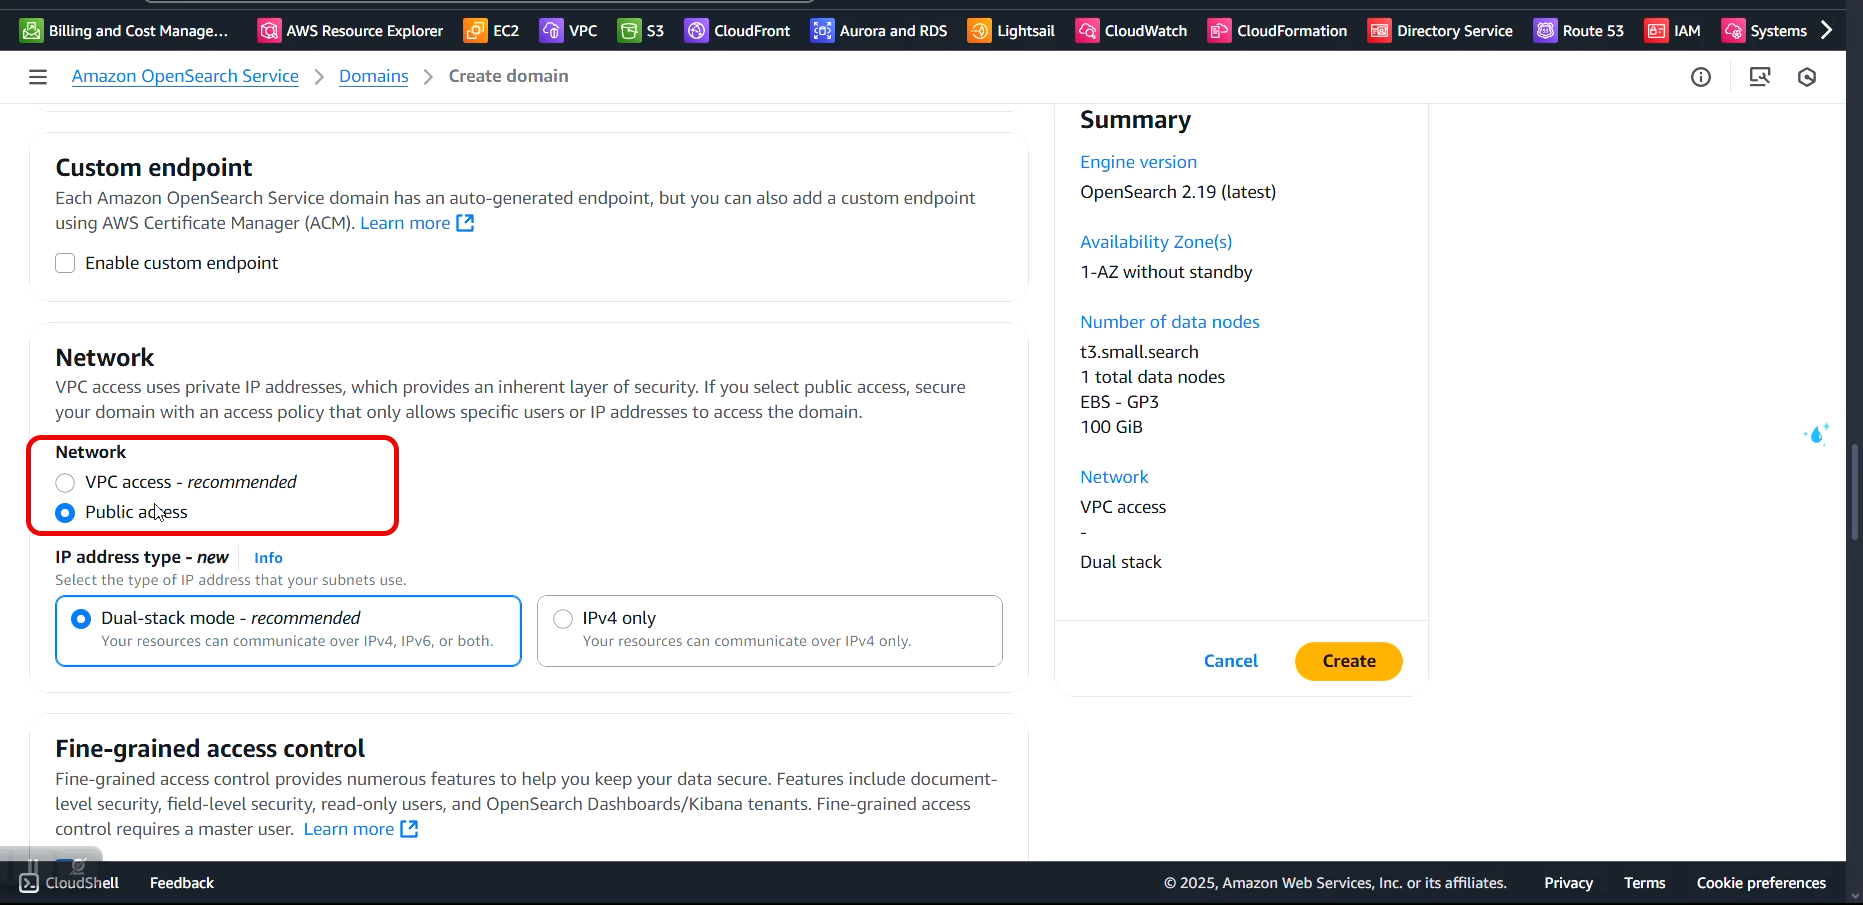 Billing and Cost Manage... AWS Resource Explorer EC2 VPC S3 CloudFront Aurora and RDS Lightsail CloudWatch CloudFormation Directory Service Route 53 IAM Systems
Amazon OpenSearch Service Domains Create domain
Custom endpoint
Each Amazon OpenSearch Service domain has an auto-generated endpoint, but you can also add a custom endpoint
using AWS Certificate Manager (ACM). Learn more
Enable custom endpoint
Network
VPC access uses private IP addresses, which provides an inherent layer of security. If you select public access, secure
your domain with an access policy that only allows specific users or IP addresses to access the domain.
Network
VPC access - recommended
Public access
IP address type - new Info
Select the type of IP address that your subnets use.
Dual-stack mode - recommended
Your resources can communicate over IPv4, IPv6, or both.
IPv4 only
Your resources can communicate over IPv4 only.
Fine-grained access control
Fine-grained access control provides numerous features to help you keep your data secure. Features include document-
level security, field-level security, read-only users, and OpenSearch Dashboards/Kibana tenants. Fine-grained access
control requires a master user. Learn more
Summary
Engine version
OpenSearch 2.19 (latest)
Availability Zone(s)
1-AZ without standby
Number of data nodes
t3.small.search
1 total data nodes
EBS - GP3
100 GiB
Network
VPC access
-
Dual stack
Cancel Create
CloudShell Feedback © 2025, Amazon Web Services, Inc. or its affiliates. Privacy Terms Cookie preferences